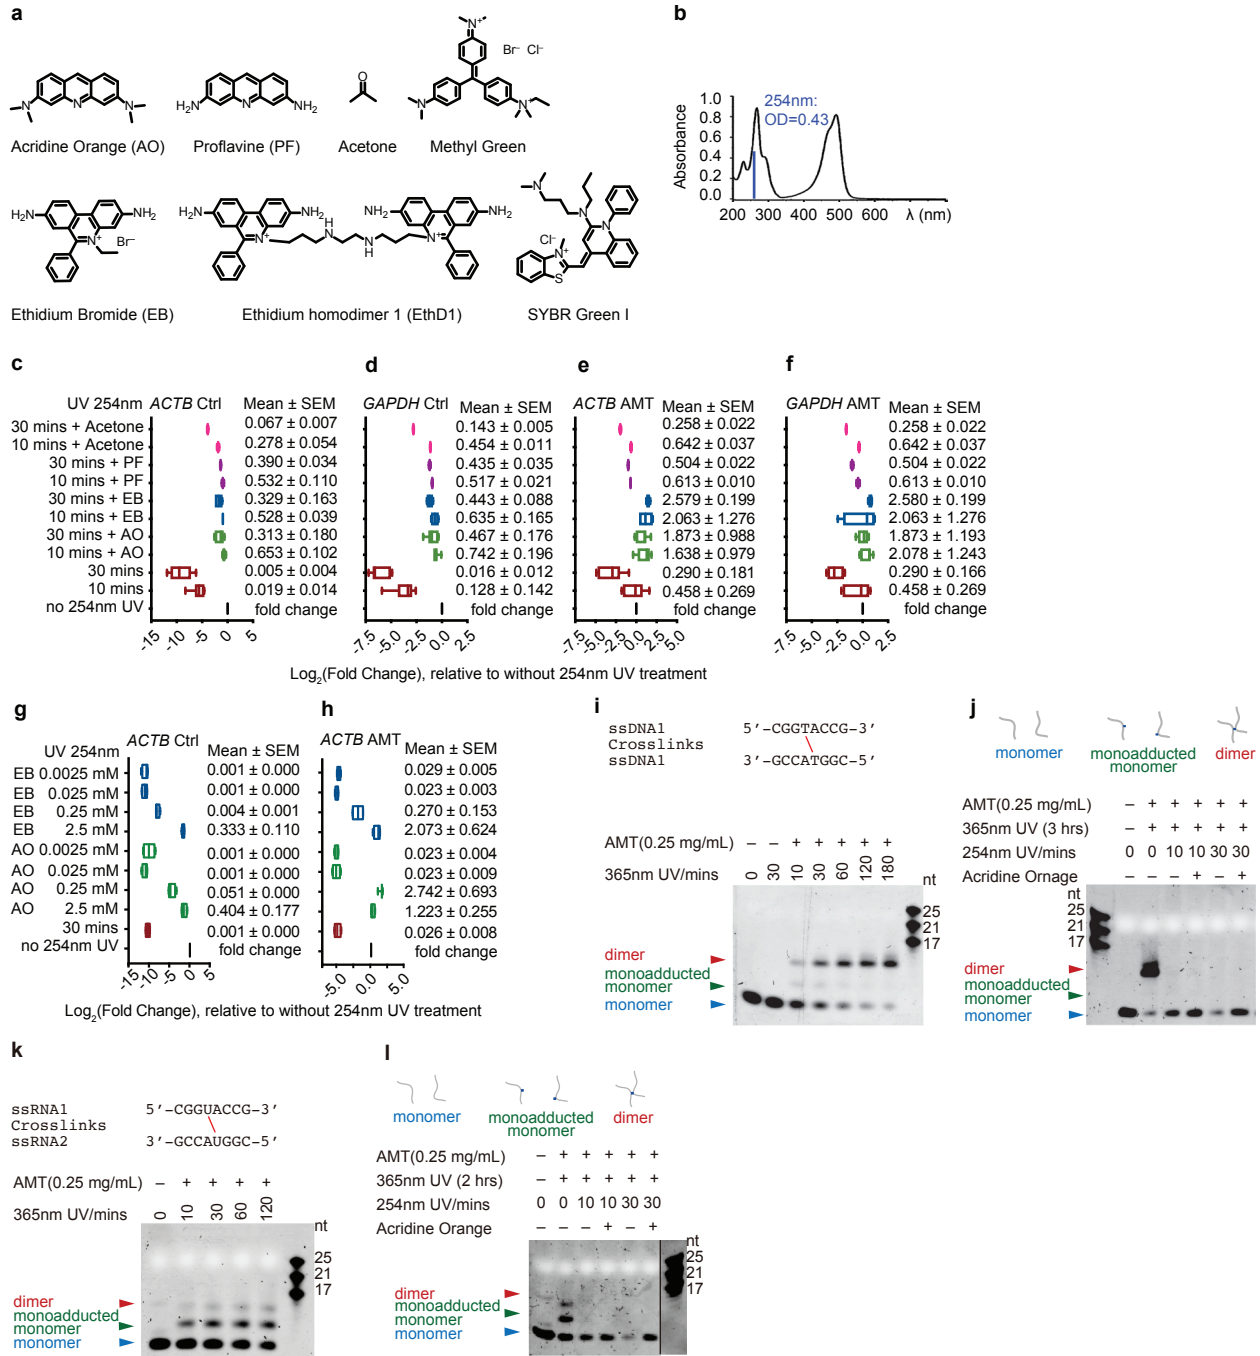 a
N
N
N
Acridine Orange (AO)
H₂N
N
NH₂
Proflavine (PF)
O
Acetone
N⁺
Br⁻ Cl⁻
N
N⁺
Methyl Green
H₂N
NH₂
N⁺
Br⁻
Ethidium Bromide (EB)
H₂N
NH₂
N⁺
H
N
N
H
NH₂
NH₂
N⁺
Ethidium homodimer 1 (EthD1)
N
N
N
Cl⁻
N⁺
S
SYBR Green I
b
Absorbance
1.0
0.8
0.6
0.4
0.2
0.0
254nm:
OD=0.43
200 300 400 500 600 λ (nm)
c
UV 254nm ACTB Ctrl Mean ± SEM
30 mins + Acetone 0.067 ± 0.007
10 mins + Acetone 0.278 ± 0.054
30 mins + PF 0.390 ± 0.034
10 mins + PF 0.532 ± 0.110
30 mins + EB 0.329 ± 0.163
10 mins + EB 0.528 ± 0.039
30 mins + AO 0.313 ± 0.180
10 mins + AO 0.653 ± 0.102
30 mins 0.005 ± 0.004
10 mins 0.019 ± 0.014
no 254nm UV fold change
-15 -10 -5 0 5
d
GAPDH Ctrl Mean ± SEM
0.143 ± 0.005
0.454 ± 0.011
0.435 ± 0.035
0.517 ± 0.021
0.443 ± 0.088
0.635 ± 0.165
0.467 ± 0.176
0.742 ± 0.196
0.016 ± 0.012
0.128 ± 0.142
fold change
-7.5 -5.0 -2.5 0 2.5
e
ACTB AMT Mean ± SEM
0.258 ± 0.022
0.642 ± 0.037
0.504 ± 0.022
0.613 ± 0.010
2.579 ± 0.199
2.063 ± 1.276
1.873 ± 0.988
1.638 ± 0.979
0.290 ± 0.181
0.458 ± 0.269
fold change
-7.5 -5.0 -2.5 0.0 2.5 5.0
f
GAPDH AMT Mean ± SEM
0.258 ± 0.022
0.642 ± 0.037
0.504 ± 0.022
0.613 ± 0.010
2.580 ± 0.199
2.063 ± 1.276
1.873 ± 1.193
2.078 ± 1.243
0.290 ± 0.166
0.458 ± 0.269
fold change
-7.5 -5.0 -2.5 0.0 2.5
Log₂(Fold Change), relative to without 254nm UV treatment
g
UV 254nm ACTB Ctrl Mean ± SEM
EB 0.0025 mM 0.001 ± 0.000
EB 0.025 mM 0.001 ± 0.000
EB 0.25 mM 0.004 ± 0.001
EB 2.5 mM 0.333 ± 0.110
AO 0.0025 mM 0.001 ± 0.000
AO 0.025 mM 0.001 ± 0.000
AO 0.25 mM 0.051 ± 0.000
AO 2.5 mM 0.404 ± 0.177
30 mins 0.001 ± 0.000
no 254nm UV fold change
-15 -10 -5 0 5
h
ACTB AMT Mean ± SEM
0.029 ± 0.005
0.023 ± 0.003
0.270 ± 0.153
2.073 ± 0.624
0.023 ± 0.004
0.023 ± 0.009
2.742 ± 0.693
1.223 ± 0.255
0.026 ± 0.008
fold change
-5.0 0.0 5.0
Log₂(Fold Change), relative to without 254nm UV treatment
i
ssDNA1 5’-CGGTACCG-3’
Crosslinks
ssDNA1 3’-GCCATGGC-5’
AMT(0.25 mg/mL) – – + + + + +
365nm UV/mins 0 30 10 30 60 120 180
nt
25
21
17
dimer
monoadducted
monomer
monomer
j
monomer
monoadducted
monomer
dimer
AMT(0.25 mg/mL) – + + + + +
365nm UV (3 hrs) – + + + + +
254nm UV/mins 0 0 10 10 30 30
Acridine Ornage – – – + – +
nt
25
21
17
dimer
monoadducted
monomer
monomer
k
ssRNA1 5’-CGGUACCG-3’
Crosslinks
ssRNA2 3’-GCCAUGGC-5’
AMT(0.25 mg/mL) – + + + +
365nm UV/mins 0 10 30 60 120
nt
25
21
17
dimer
monoadducted
monomer
monomer
l
monomer
monoadducted
monomer
dimer
AMT(0.25 mg/mL) – + + + + +
365nm UV (2 hrs) – + + + + +
254nm UV/mins 0 0 10 10 30 30
Acridine Orange – – – + – +
nt
25
21
17
dimer
monoadducted
monomer
monomer